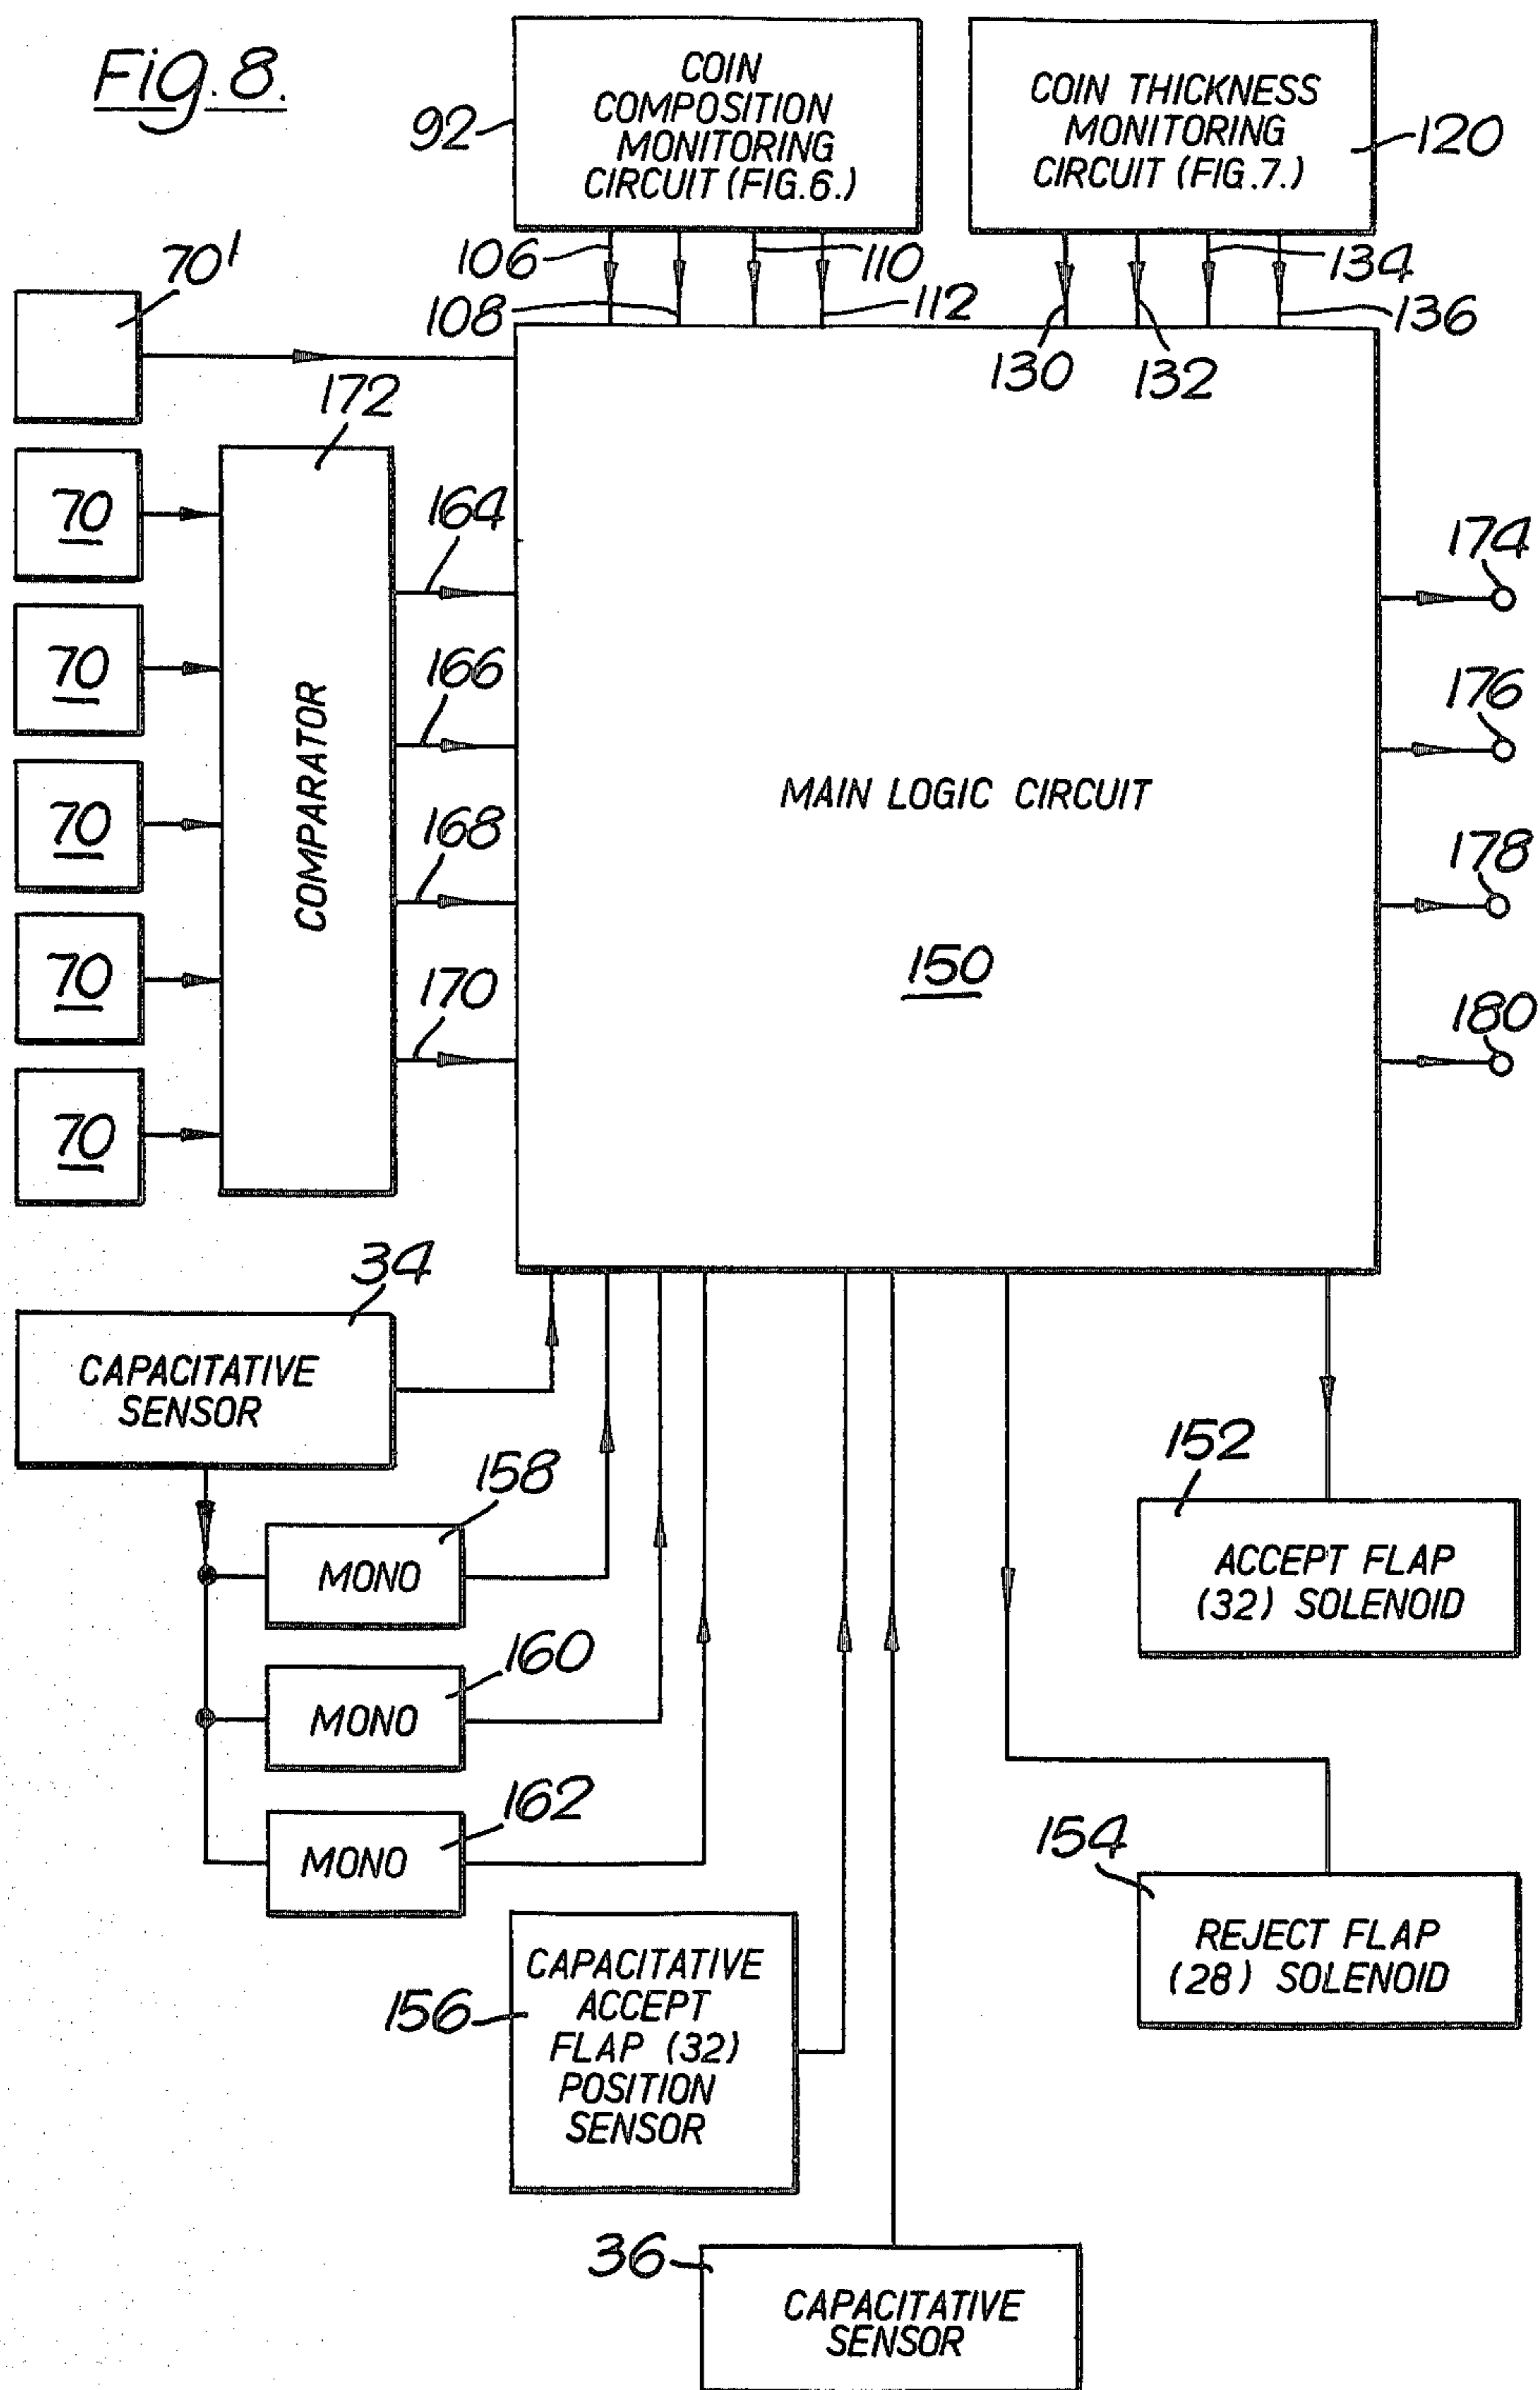 Fig. 8.
COIN
COMPOSITION
MONITORING
CIRCUIT (FIG.6.)
92
COIN THICKNESS
MONITORING
CIRCUIT (FIG.7.)
120
106
108
110
112
130
132
134
136
70'
172
70
70
70
70
70
COMPARATOR
164
166
168
170
MAIN LOGIC CIRCUIT
150
174
176
178
180
34
CAPACITATIVE
SENSOR
158
MONO
160
MONO
162
MONO
152
ACCEPT FLAP
(32) SOLENOID
154
REJECT FLAP
(28) SOLENOID
156
CAPACITATIVE
ACCEPT
FLAP (32)
POSITION
SENSOR
36
CAPACITATIVE
SENSOR